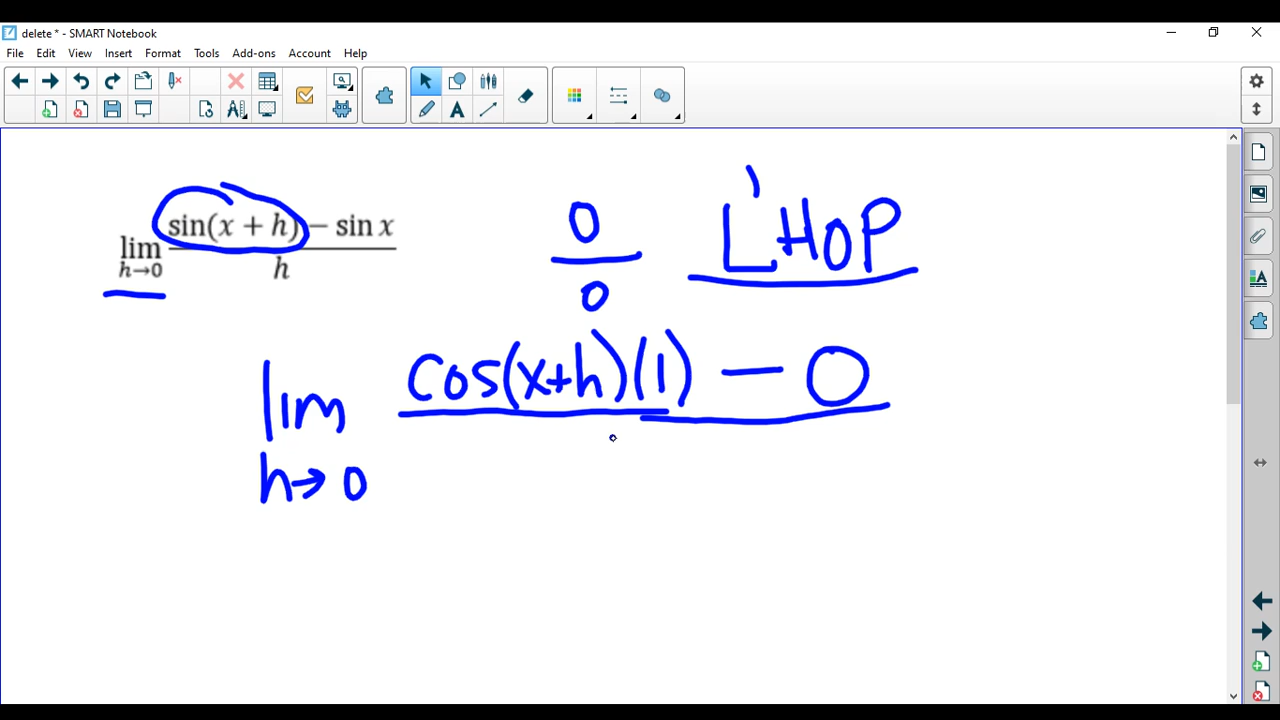 delete * - SMART Notebook
File Edit View Insert Format Tools Add-ons Account Help
lim h→0 sin(x + h) − sin x / h
0 / 0
L'HOP
lim h→0 cos(x+h)(1) — 0